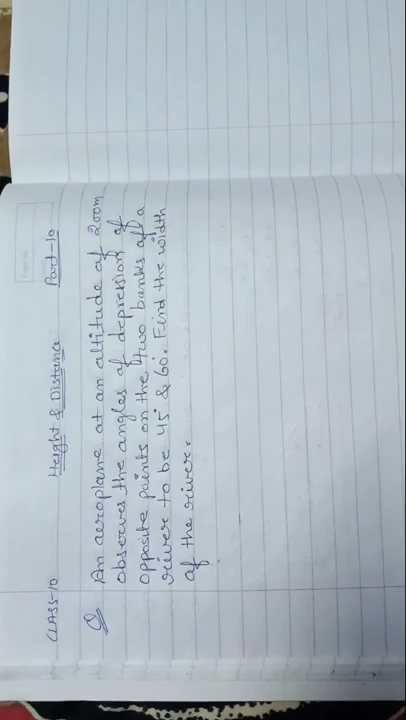 CLASS-10 Height & Distance Part-10
Q An aeroplane at an altitude of 200m
observes the angles of depression of
opposite points on the two banks of a
river to be 45° & 60°. Find the width
of the river.